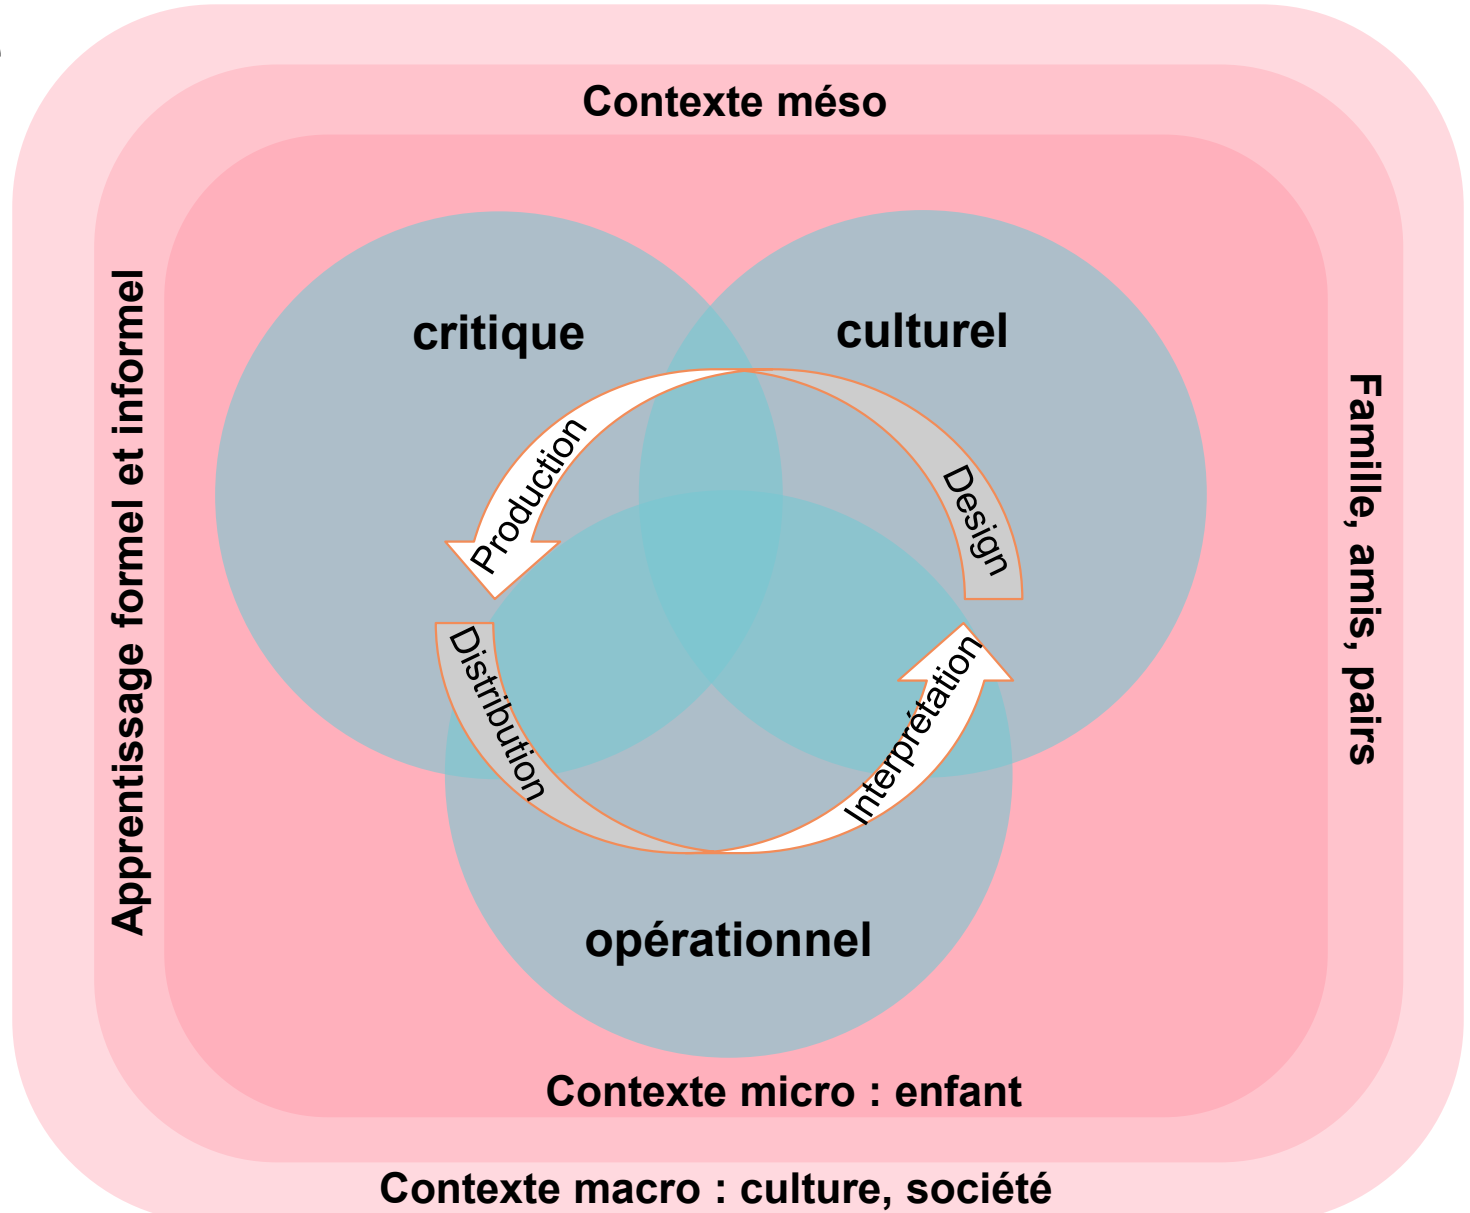 Contexte méso
Apprentissage formel et informel
Famille, amis, pairs
critique
culturel
Production
Design
Distribution
Interprétation
opérationnel
Contexte micro : enfant
Contexte macro : culture, société